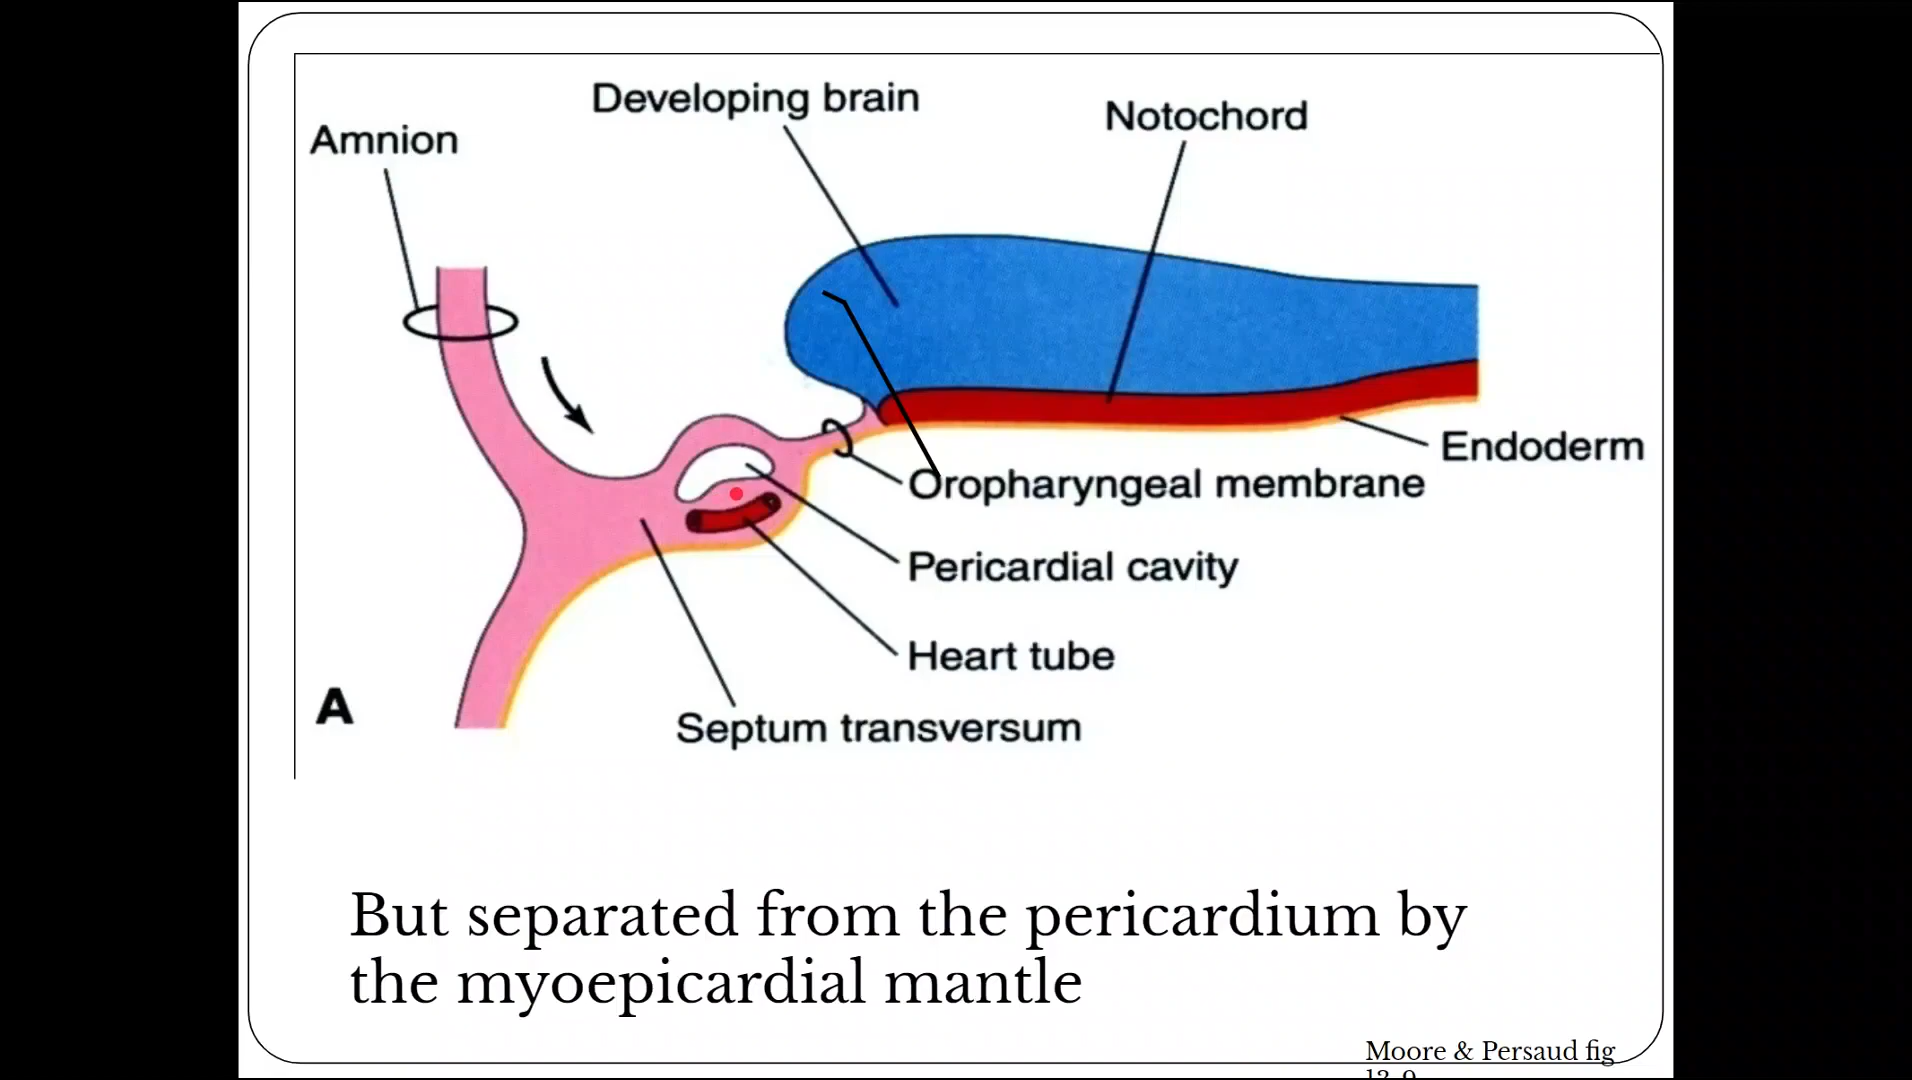 Developing brain
Notochord
Amnion
Endoderm
Oropharyngeal membrane
Pericardial cavity
Heart tube
A
Septum transversum
But separated from the pericardium by
the myoepicardial mantle
Moore & Persaud fig